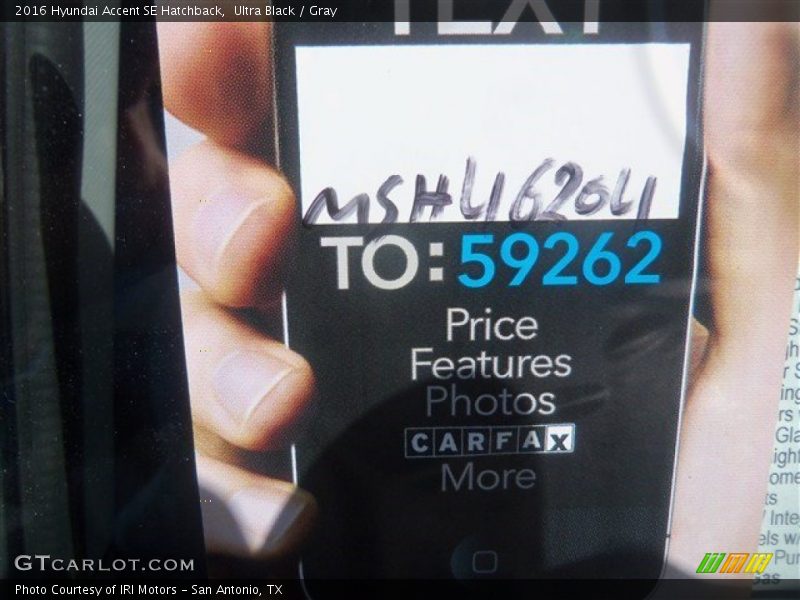 2016 Hyundai Accent SE Hatchback,  Ultra Black / Gray
TEXT
MSH46204
TO: 59262
Price
Features
Photos
CARFAX
More
GTCARLOT.COM
Photo Courtesy of IRI Motors - San Antonio, TX